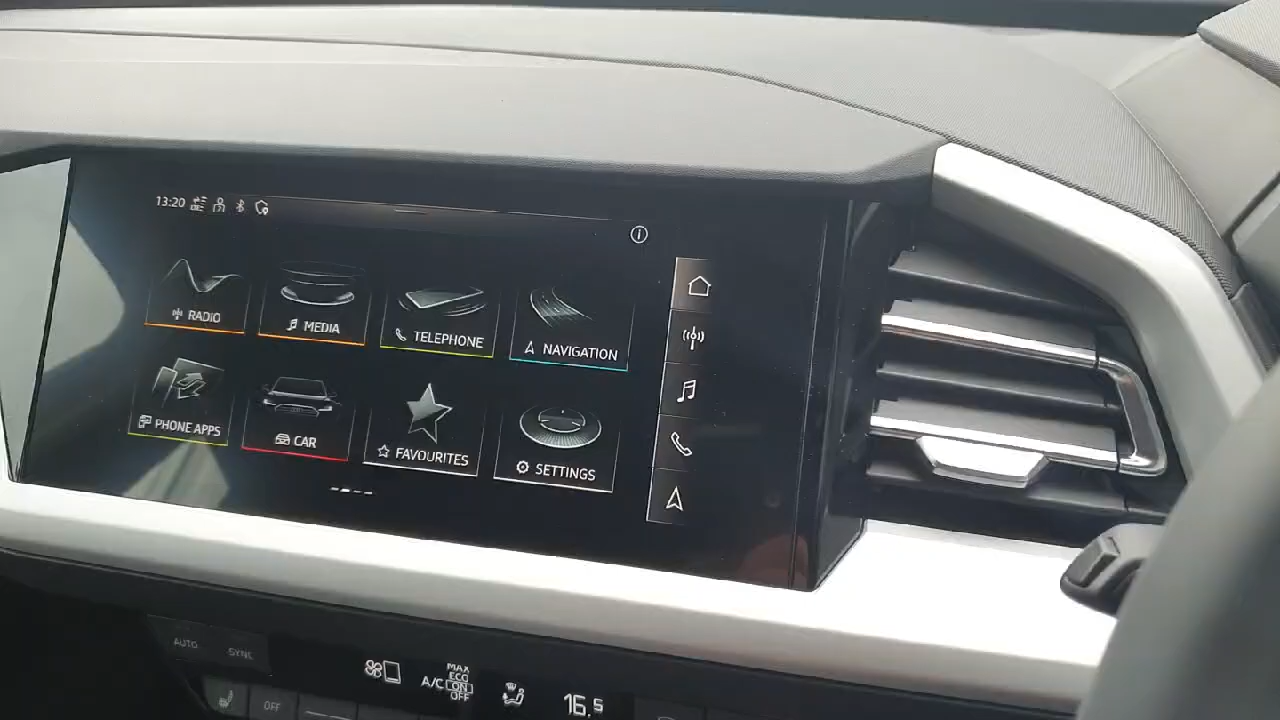 13:20
RADIO
MEDIA
TELEPHONE
NAVIGATION
PHONE APPS
CAR
FAVOURITES
SETTINGS
AUTO
SYNC
OFF
A/C
MAX
ECO
CON
OFF
16.5